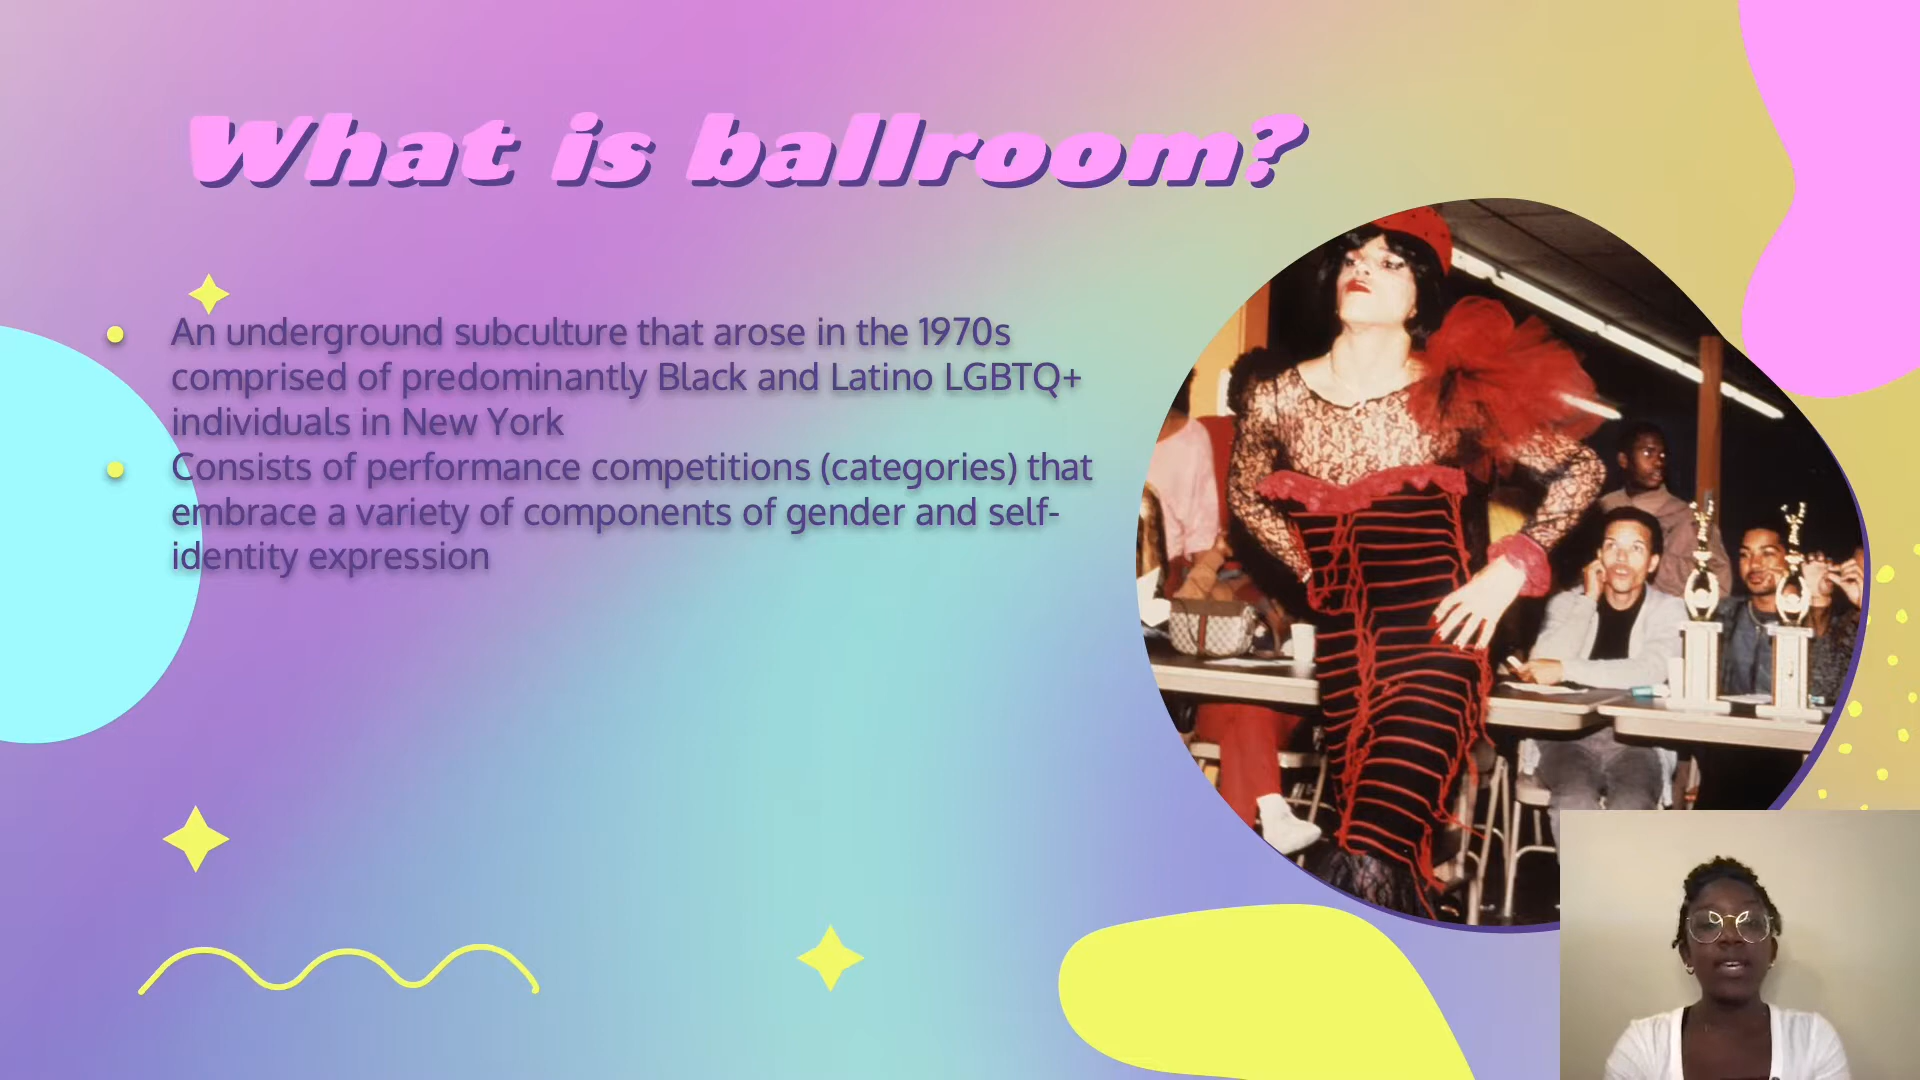 What is ballroom?
An underground subculture that arose in the 1970s
comprised of predominantly Black and Latino LGBTQ+
individuals in New York
Consists of performance competitions (categories) that
embrace a variety of components of gender and self-
identity expression